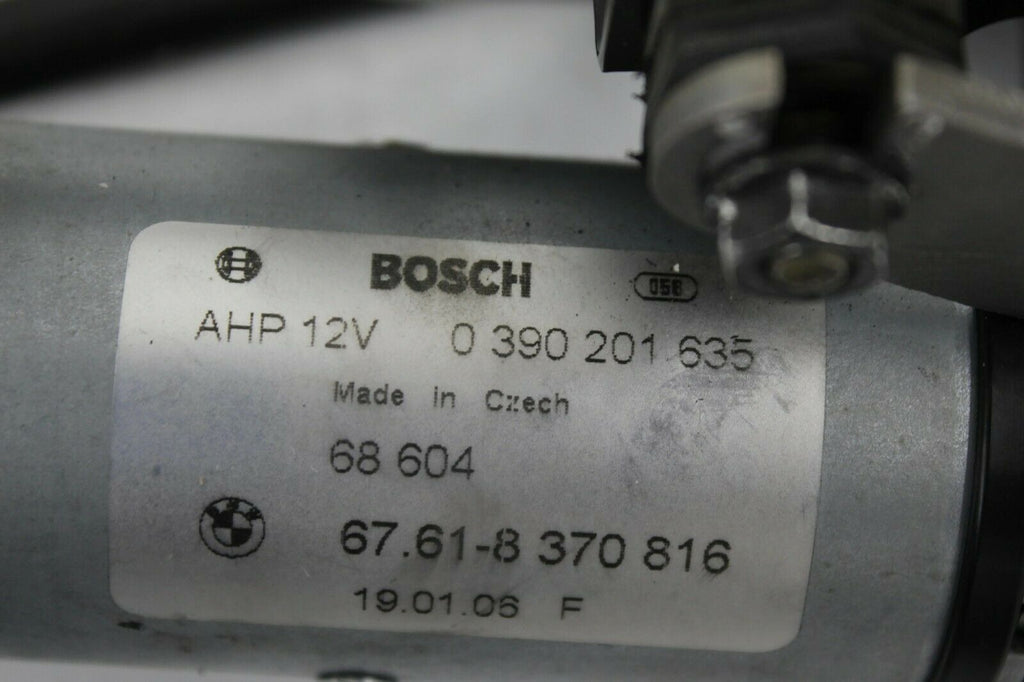 BOSCH 058
AHP 12V 0 390 201 635
Made in Czech
68 604
BMW
67.61-8 370 816
19.01.06 F